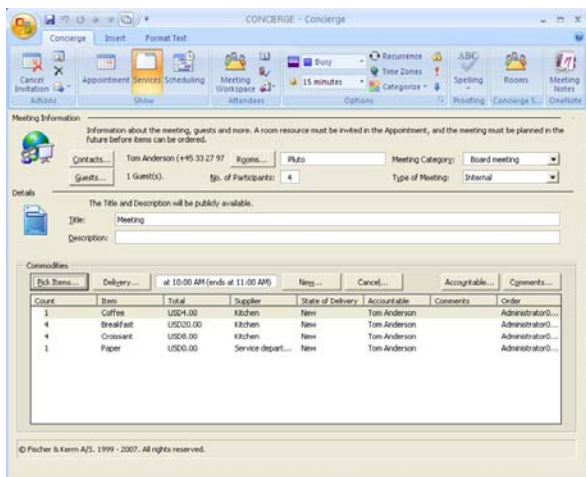 CONCIERGE - Concierge
Concierge Insert Format Text
Cancel Invitation
Actions
Appointment Services Scheduling
Show
Meeting Workspace
Attendees
Busy
15 minutes
Recurrence
Time Zones
Categorize
Options
ABC
Spelling
Proofing
Rooms
Concierge S...
Meeting Notes
OneNote
Meeting Information
Information about the meeting, guests and more. A room resource must be invited in the Appointment, and the meeting must be planned in the
future before items can be ordered.
Contacts... Tom Anderson (+45 33 27 97 Rooms... Pluto Meeting Category: Board meeting
Guests... 1 Guest(s). No. of Participants: 4 Type of Meeting: Internal
Details
The Title and Description will be publicly available.
Title: Meeting
Description:
Commodities
Pick Items... Delivery... at 10:00 AM (ends at 11:00 AM) New... Cancel... Accountable... Comments...
Count Item Total Supplier State of Delivery Accountable Comments Order
1 Coffee USD4.00 Kitchen New Tom Anderson Administrator0...
4 Breakfast USD20.00 Kitchen New Tom Anderson Administrator0...
4 Croissant USD8.00 Kitchen New Tom Anderson Administrator0...
1 Paper USD0.00 Service depart... New Tom Anderson Administrator0...
© Fischer & Kerrn A/S. 1999 - 2007. All rights reserved.